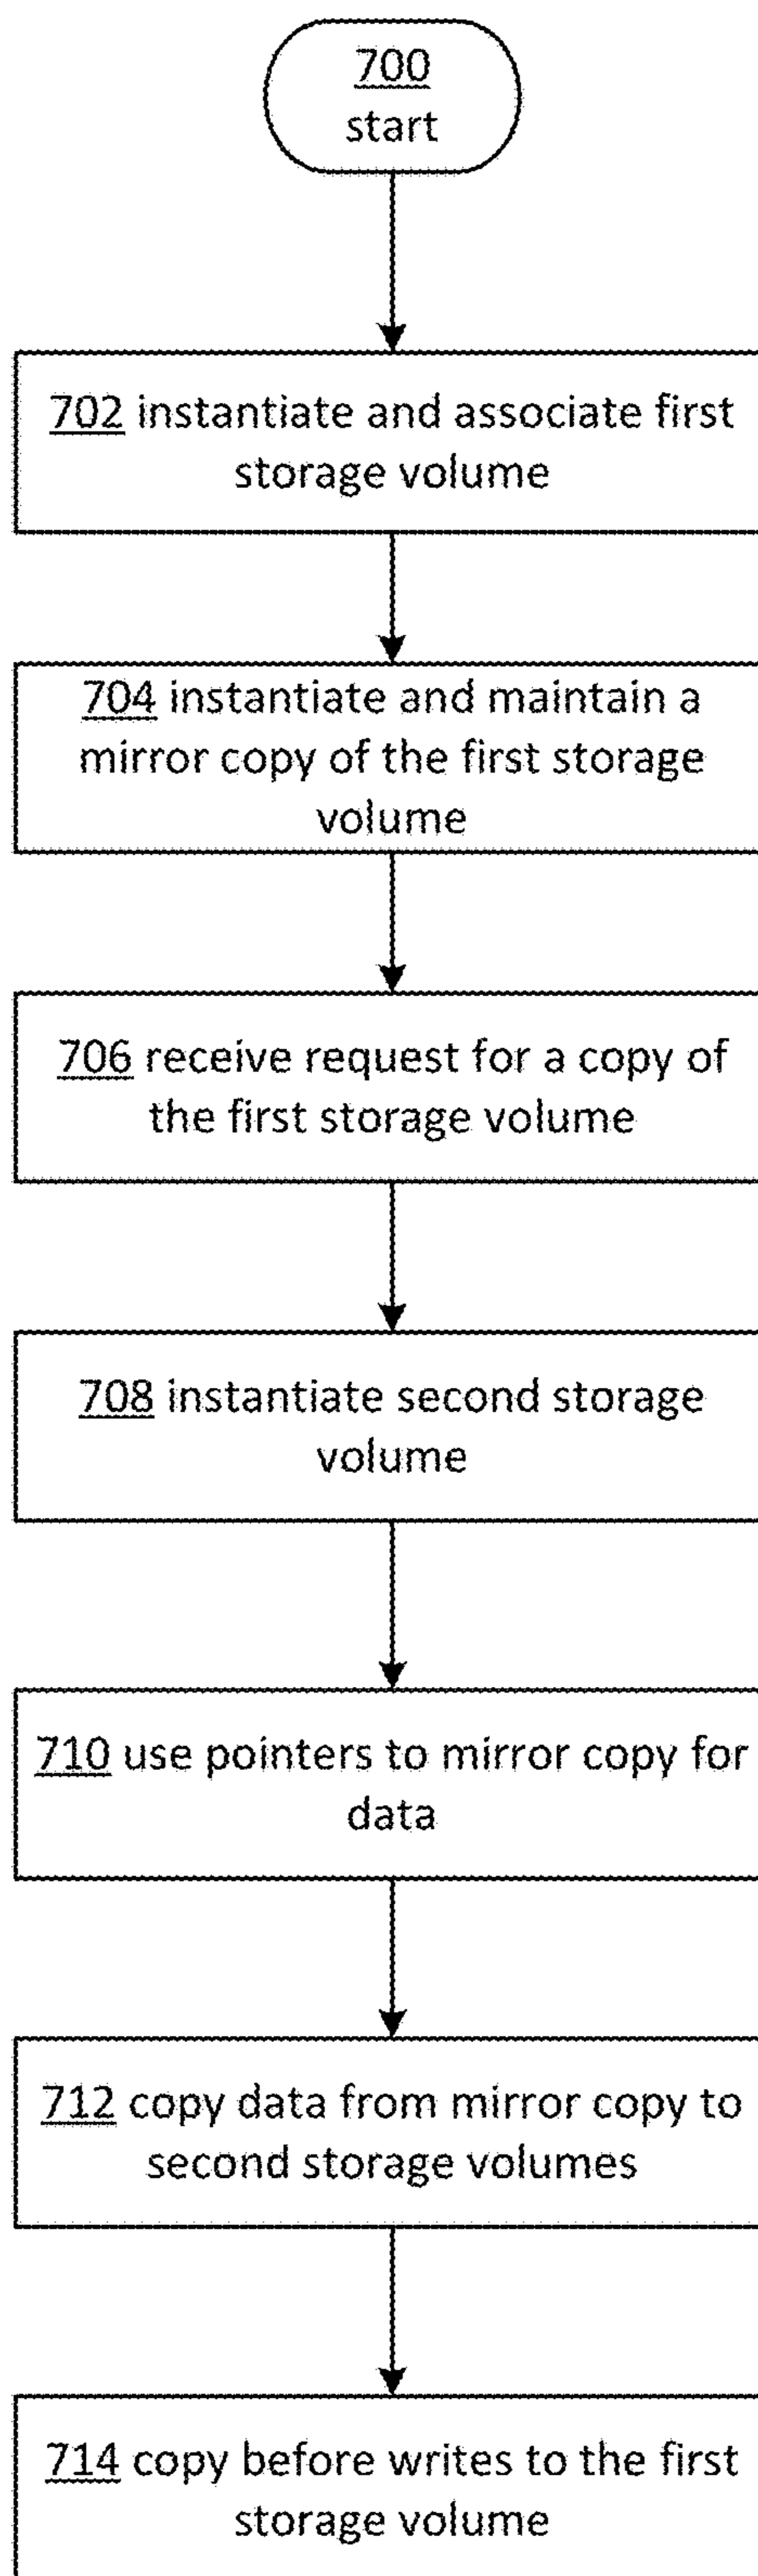 700
start
702 instantiate and associate first
storage volume
704 instantiate and maintain a
mirror copy of the first storage
volume
706 receive request for a copy of
the first storage volume
708 instantiate second storage
volume
710 use pointers to mirror copy for
data
712 copy data from mirror copy to
second storage volumes
714 copy before writes to the first
storage volume